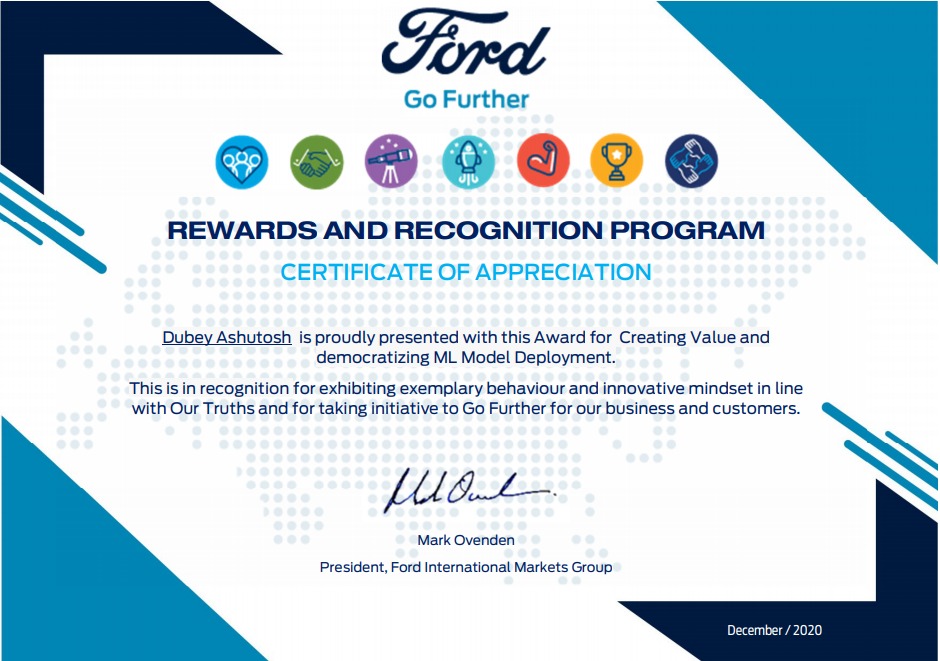 Ford
Go Further
REWARDS AND RECOGNITION PROGRAM
CERTIFICATE OF APPRECIATION
Dubey Ashutosh is proudly presented with this Award for Creating Value and
democratizing ML Model Deployment.
This is in recognition for exhibiting exemplary behaviour and innovative mindset in line
with Our Truths and for taking initiative to Go Further for our business and customers.
Mark Ovenden
President, Ford International Markets Group
December / 2020